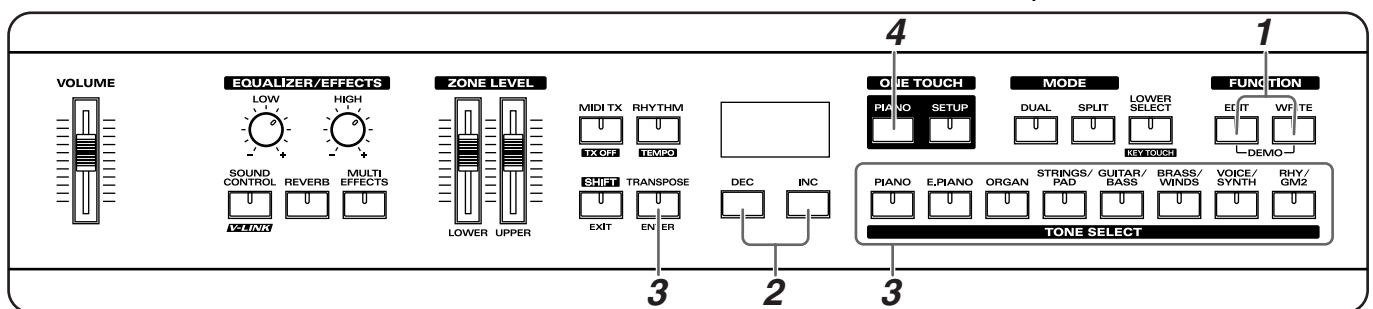 4 1
VOLUME EQUALIZER/EFFECTS ZONE LEVEL ONE TOUCH MODE FUNCTION
LOW HIGH MIDI TX RHYTHM PIANO SETUP DUAL SPLIT LOWER SELECT EDIT WRITE
- + - + TX OFF TEMPO KEY TOUCH DEMO
SOUND CONTROL REVERB MULTI EFFECTS SHIFT TRANSPOSE DEC INC PIANO E.PIANO ORGAN STRINGS/PAD GUITAR/BASS BRASS/WINDS VOICE/SYNTH RHY/GM2
V-LINK LOWER UPPER EXIT ENTER TONE SELECT
3 2 3